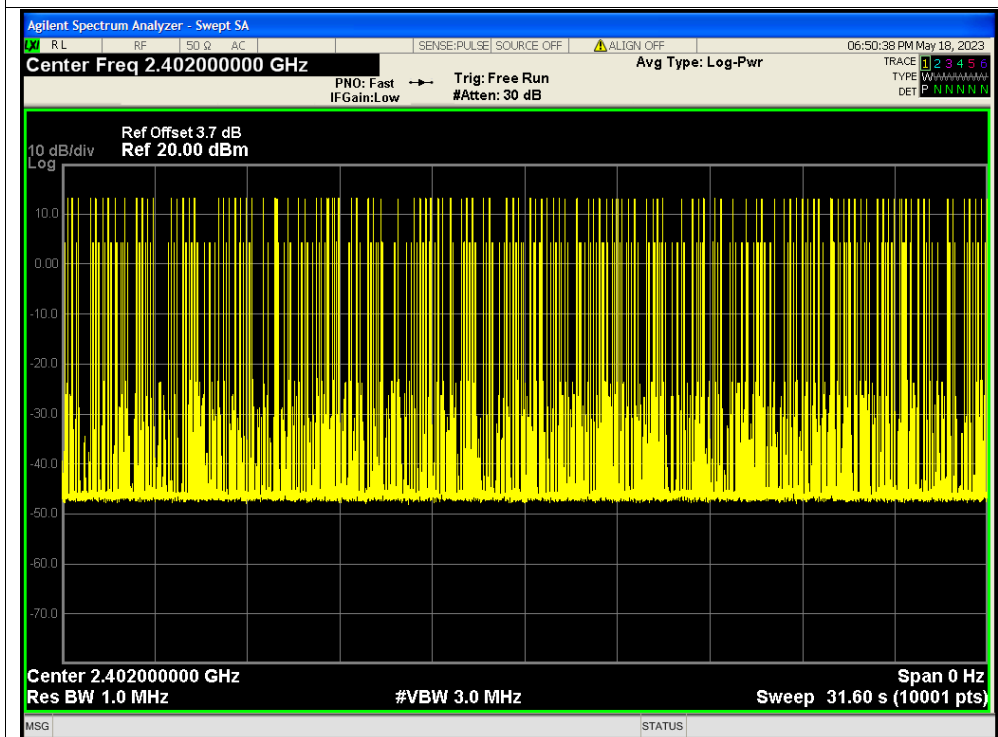 Agilent Spectrum Analyzer - Swept SA
LXI RL RF 50 Ω AC SENSE:PULSE SOURCE OFF ALIGN OFF 06:50:38 PM May 18, 2023
Center Freq 2.402000000 GHz Avg Type: Log-Pwr TRACE 1 2 3 4 5 6
PNO: Fast Trig: Free Run TYPE WWWWWW
IFGain:Low #Atten: 30 dB DET P N N N N N
Ref Offset 3.7 dB
10 dB/div Ref 20.00 dBm
Log
10.0
0.00
-10.0
-20.0
-30.0
-40.0
-50.0
-60.0
-70.0
Center 2.402000000 GHz Span 0 Hz
Res BW 1.0 MHz #VBW 3.0 MHz Sweep 31.60 s (10001 pts)
MSG STATUS